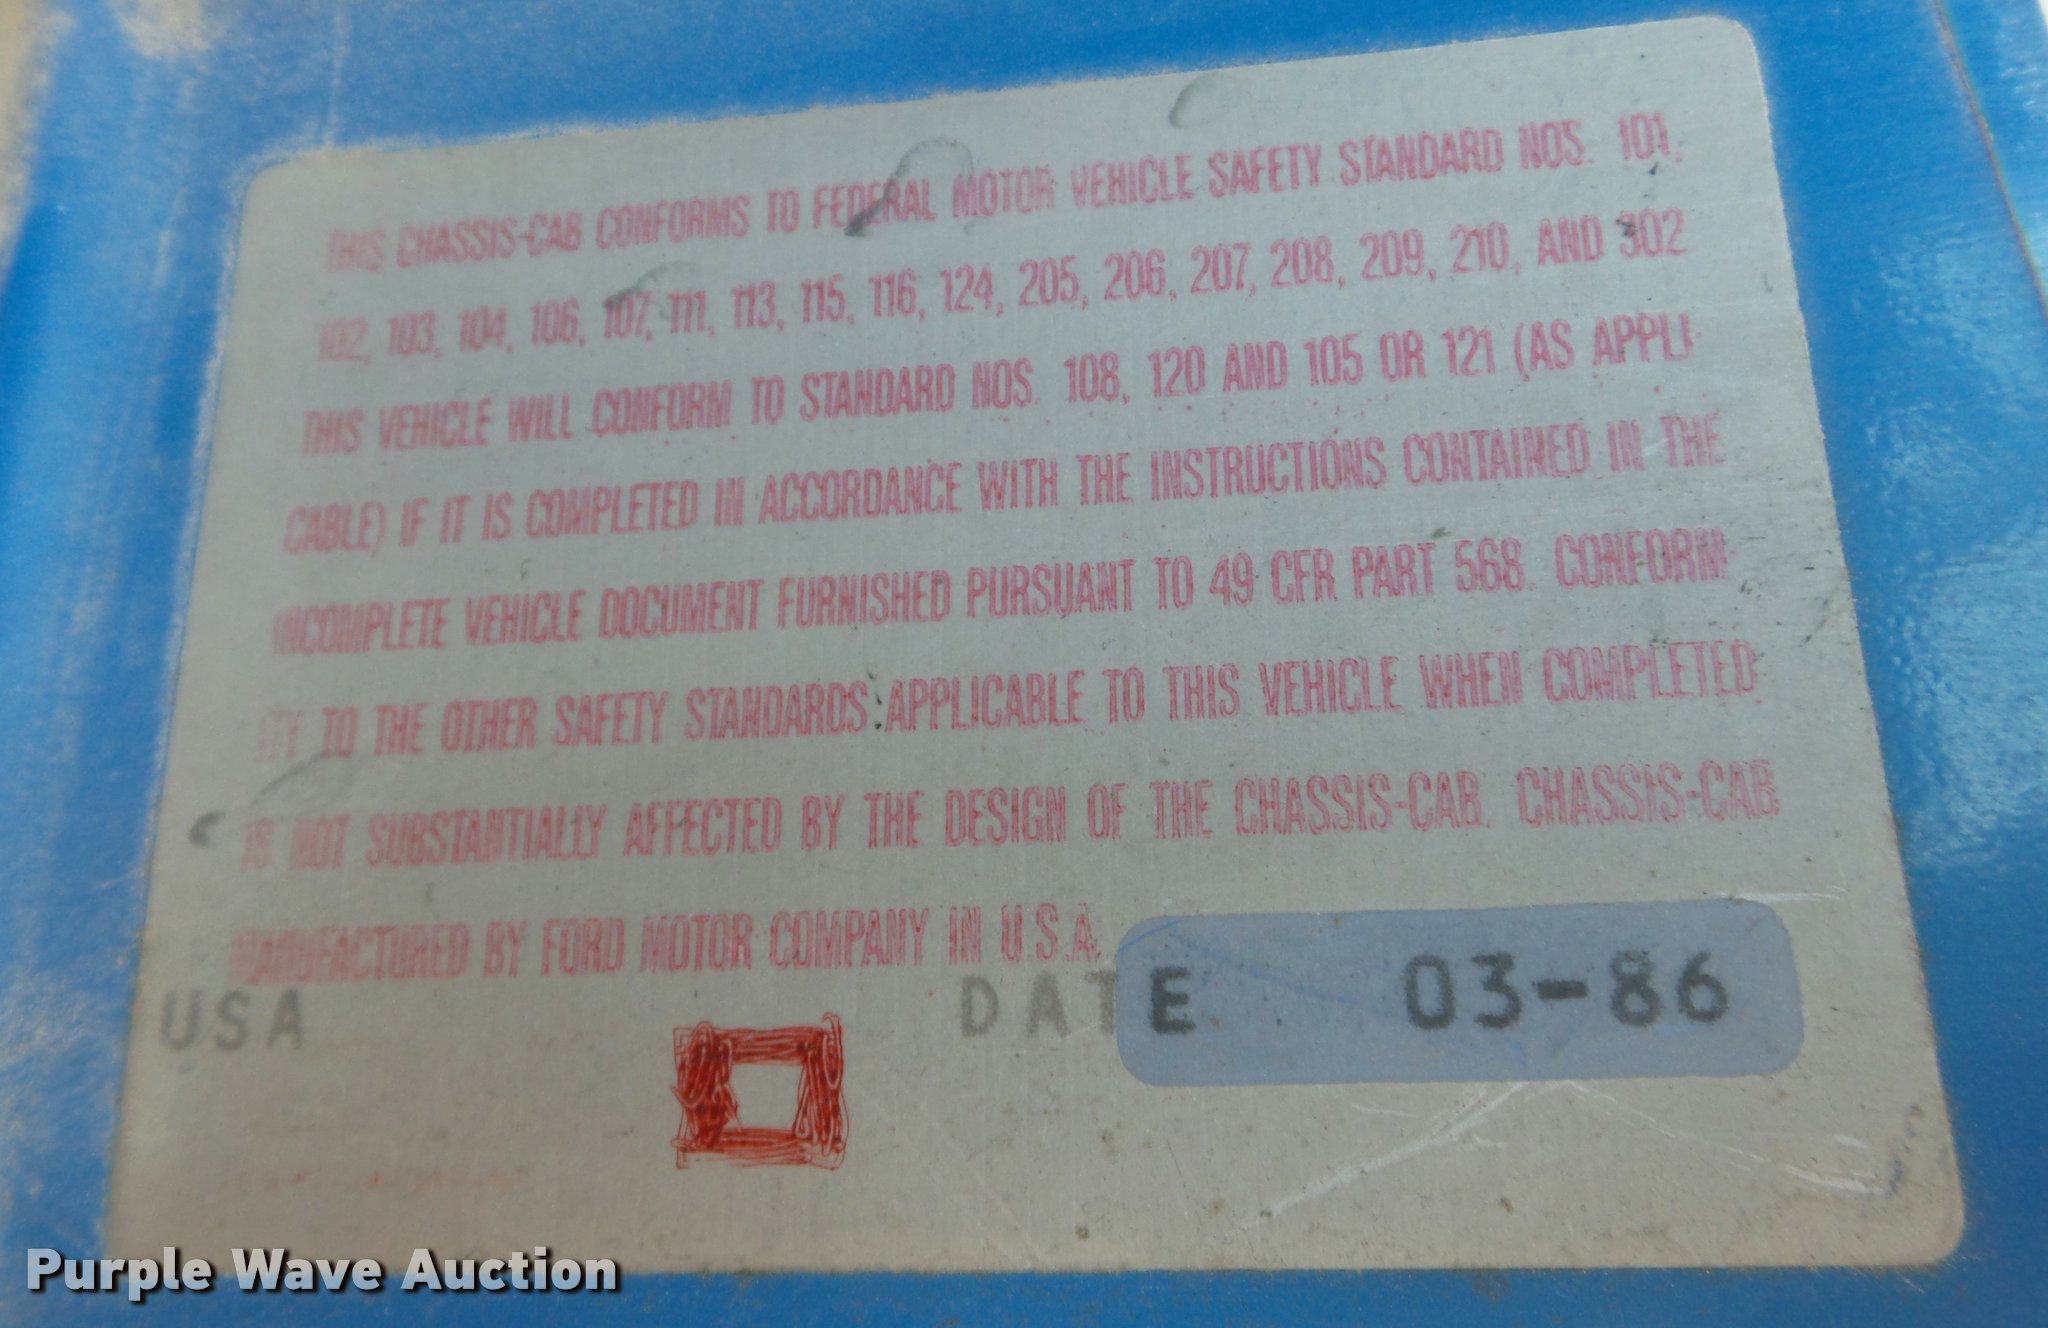 THIS CHASSIS-CAB CONFORMS TO FEDERAL MOTOR VEHICLE SAFETY STANDARD NOS. 101,
102, 103, 104, 106, 107, 111, 113, 115, 116, 124, 205, 206, 207, 208, 209, 210, AND 302
THIS VEHICLE WILL CONFORM TO STANDARD NOS. 108, 120 AND 105 OR 121 (AS APPLI-
CABLE) IF IT IS COMPLETED IN ACCORDANCE WITH THE INSTRUCTIONS CONTAINED IN THE
INCOMPLETE VEHICLE DOCUMENT FURNISHED PURSUANT TO 49 CFR PART 568. CONFORM-
ITY TO THE OTHER SAFETY STANDARDS APPLICABLE TO THIS VEHICLE WHEN COMPLETED
IS NOT SUBSTANTIALLY AFFECTED BY THE DESIGN OF THE CHASSIS-CAB. CHASSIS-CAB
MANUFACTURED BY FORD MOTOR COMPANY IN U.S.A.
USA DATE 03-86
Purple Wave Auction